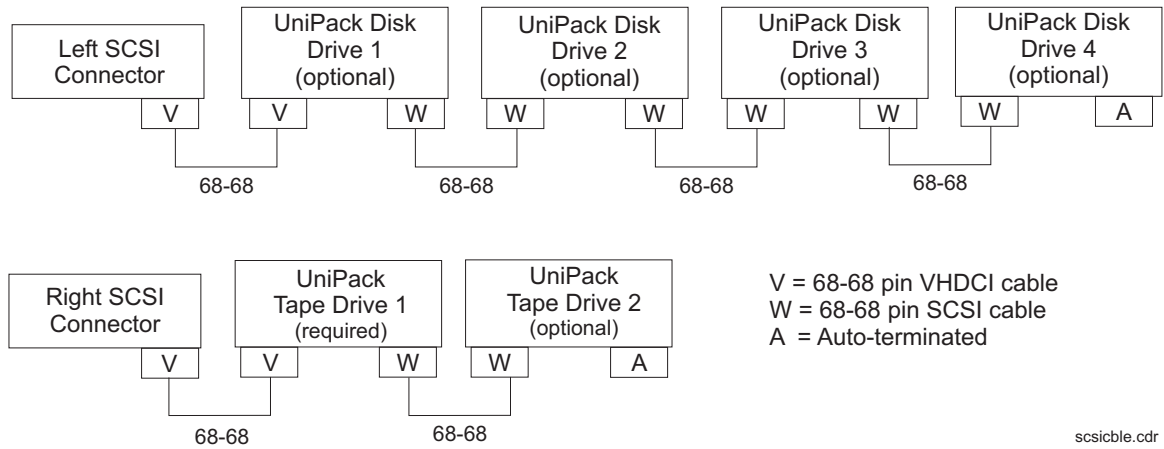 Left SCSI
Connector
V
UniPack Disk
Drive 1
(optional)
V
W
UniPack Disk
Drive 2
(optional)
W
W
UniPack Disk
Drive 3
(optional)
W
W
UniPack Disk
Drive 4
(optional)
W
A
68-68
68-68
68-68
68-68
Right SCSI
Connector
V
UniPack
Tape Drive 1
(required)
V
W
UniPack
Tape Drive 2
(optional)
W
A
68-68
68-68
V = 68-68 pin VHDCI cable
W = 68-68 pin SCSI cable
A = Auto-terminated
scsicble.cdr